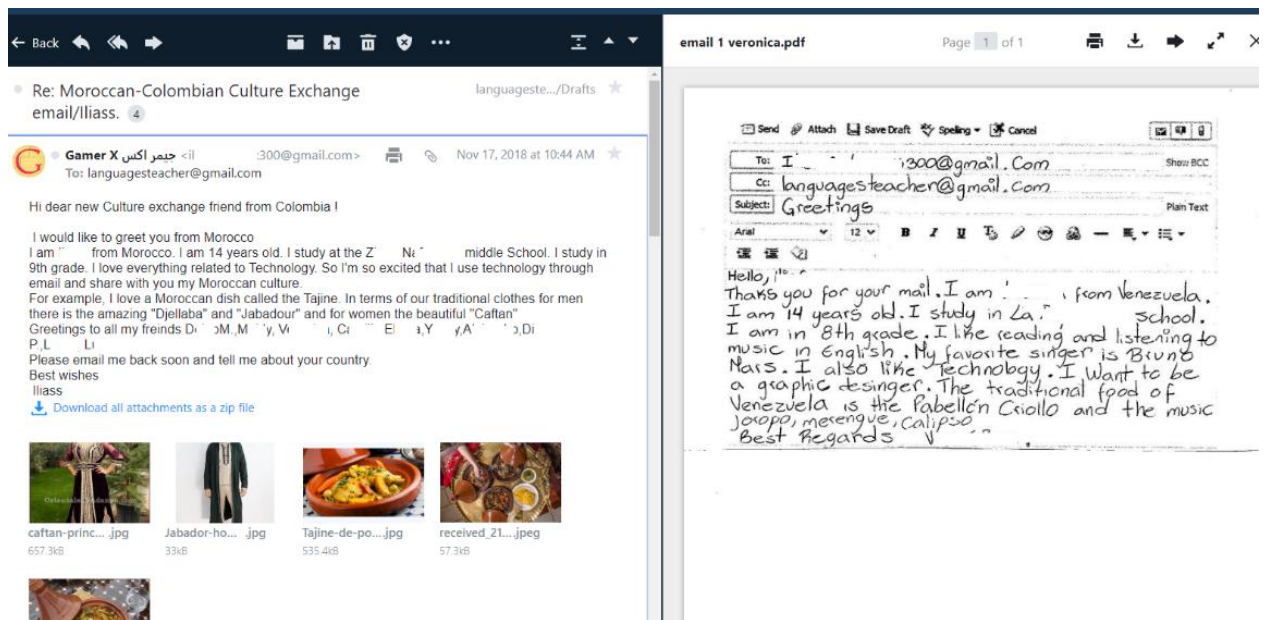 Back
Re: Moroccan-Colombian Culture Exchange
email/Iliass. 4
languageste.../Drafts
Gamer X جيمر اكس <il :300@gmail.com>
Nov 17, 2018 at 10:44 AM
To: languagesteacher@gmail.com
Hi dear new Culture exchange friend from Colombia !
I would like to greet you from Morocco
I am from Morocco. I am 14 years old. I study at the Z middle School. I study in
9th grade. I love everything related to Technology. So I'm so excited that I use technology through
email and share with you my Moroccan culture.
For example, I love a Moroccan dish called the Tajine. In terms of our traditional clothes for men
there is the amazing "Djellaba" and "Jabadour" and for women the beautiful "Caftan"
Greetings to all my freinds
Please email me back soon and tell me about your country.
Best wishes
Iliass
Download all attachments as a zip file
caftan-princ... .jpg
657.3kB
Jabador-ho... .jpg
33kB
Tajine-de-po....jpg
535.4kB
received_21....jpeg
57.3kB
email 1 veronica.pdf
Page 1 of 1
Send Attach Save Draft Speling Cancel
To: I 300@gmail.Com
Show BCC
Cc: languagesteacher@gmail.Com
Subject: Greetings
Plain Text
Arial 12 B I U
Hello,
Thaks you for your mail. I am from Venezuela.
I am 14 years old. I study in La. school.
I am in 8th grade. I like reading and listening to
music in English. My favorite singer is Bruno
Mars. I also like Technology. I Want to be
a graphic desinger. The traditional food of
Venezuela is the Pabellón Criollo and the music
joropo, merengue, Calipso
Best Regards V